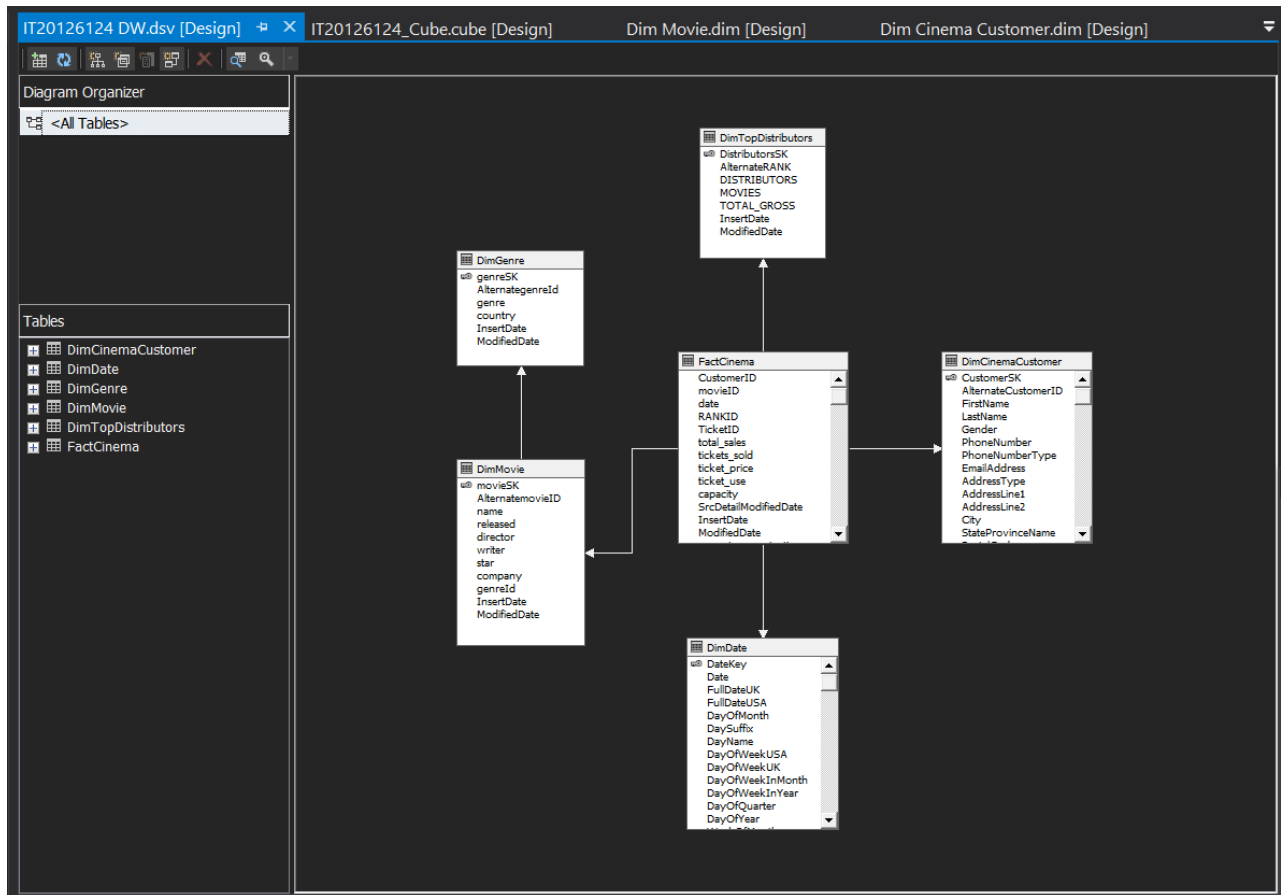 IT20126124 DW.dsv [Design]
IT20126124_Cube.cube [Design]
Dim Movie.dim [Design]
Dim Cinema Customer.dim [Design]
Diagram Organizer
<All Tables>
Tables
DimCinemaCustomer
DimDate
DimGenre
DimMovie
DimTopDistributors
FactCinema
DimTopDistributors
DistributorsSK
AlternateRANK
DISTRIBUTORS
MOVIES
TOTAL_GROSS
InsertDate
ModifiedDate
DimGenre
genreSK
AlternategenreId
genre
country
InsertDate
ModifiedDate
FactCinema
CustomerID
movieID
date
RANKID
TicketID
total_sales
tickets_sold
ticket_price
ticket_use
capacity
SrcDetailModifiedDate
InsertDate
ModifiedDate
DimCinemaCustomer
CustomerSK
AlternateCustomerID
FirstName
LastName
Gender
PhoneNumber
PhoneNumberType
EmailAddress
AddressType
AddressLine1
AddressLine2
City
StateProvinceName
DimMovie
movieSK
AlternatemovieID
name
released
director
writer
star
company
genreId
InsertDate
ModifiedDate
DimDate
DateKey
Date
FullDateUK
FullDateUSA
DayOfMonth
DaySuffix
DayName
DayOfWeekUSA
DayOfWeekUK
DayOfWeekInMonth
DayOfWeekInYear
DayOfQuarter
DayOfYear